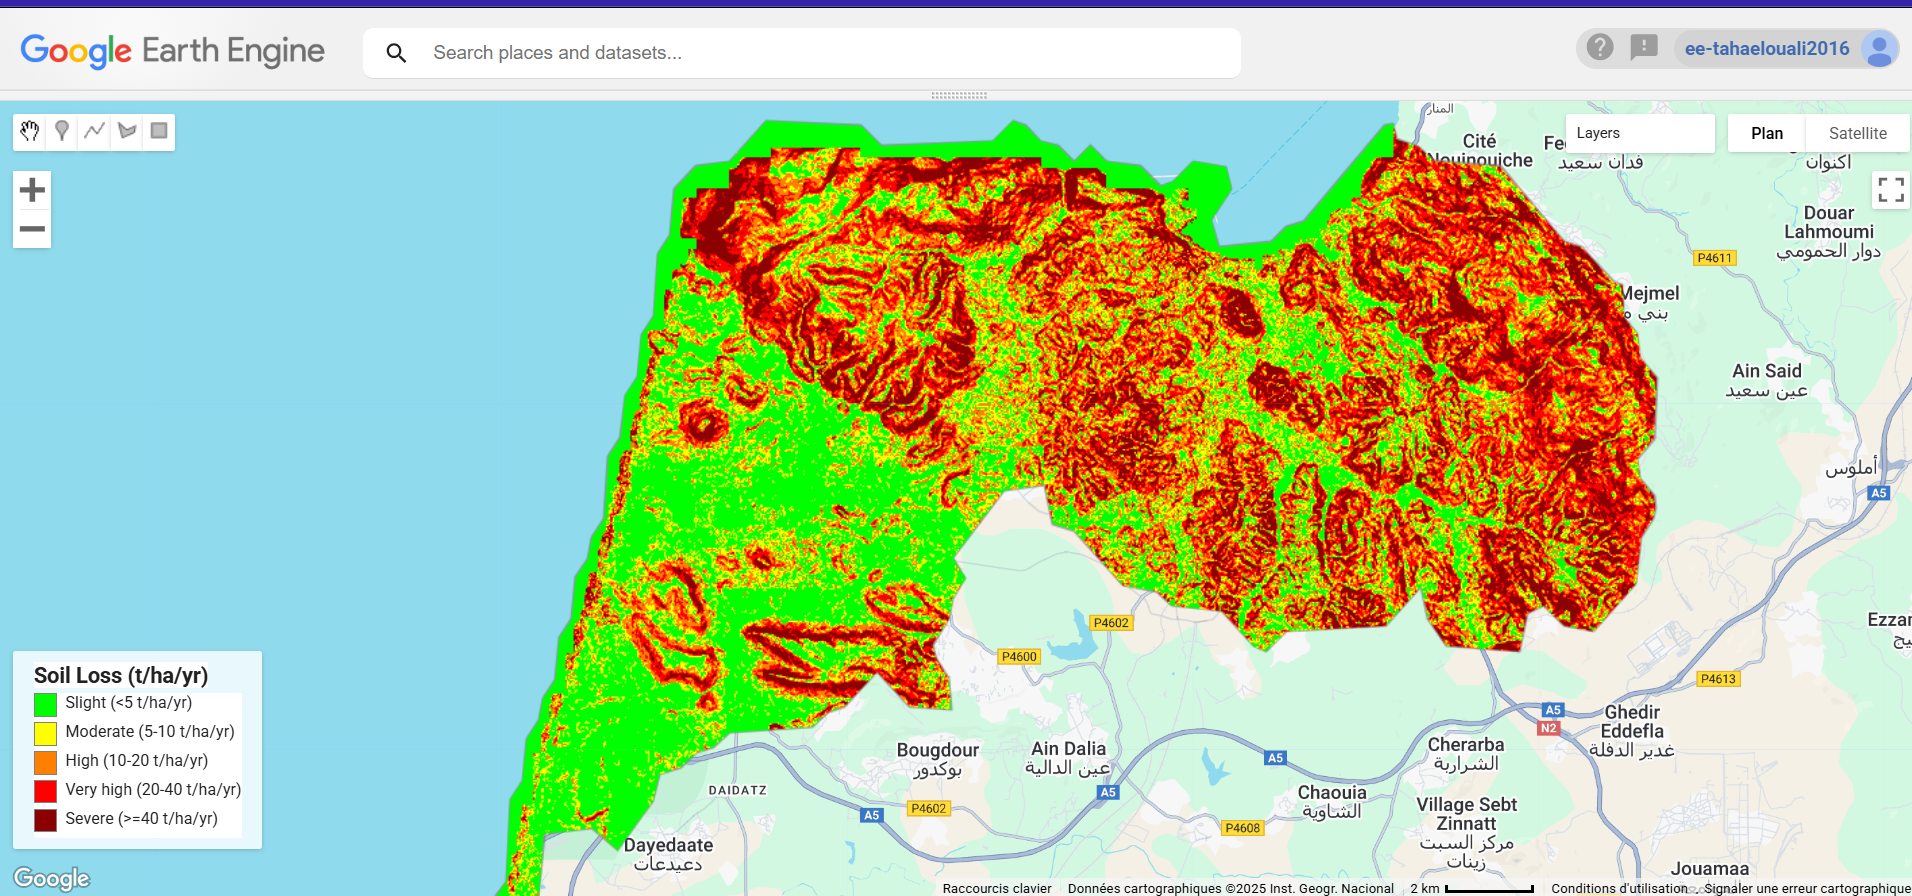 Google Earth Engine
Search places and datasets...
ee-tahaelouali2016
Layers
Plan
Satellite
المنار
Cité
Nouinouiche
فدان سعيد
اكنوان
Douar
Lahmoumi
دوار الحمومي
P4611
Mejmel
Ain Said
عين سعيد
أملوس
A5
P4602
P4600
P4613
A5
N2
Ghedir
Eddefla
غدير الدفلة
Bougdour
بوكدور
Ain Dalia
عين الدالية
Cherarba
الشراربة
A5
A5
DAIDATZ
P4602
A5
Chaouia
الشاوية
P4608
Village Sebt
Zinnatt
مركز السبت
زينات
Dayedaate
دعيدعات
Jouamaa
Soil Loss (t/ha/yr)
Slight (<5 t/ha/yr)
Moderate (5-10 t/ha/yr)
High (10-20 t/ha/yr)
Very high (20-40 t/ha/yr)
Severe (>=40 t/ha/yr)
Google
Raccourcis clavier
Données cartographiques ©2025 Inst. Geogr. Nacional
2 km
Conditions d'utilisation
Signaler une erreur cartographique